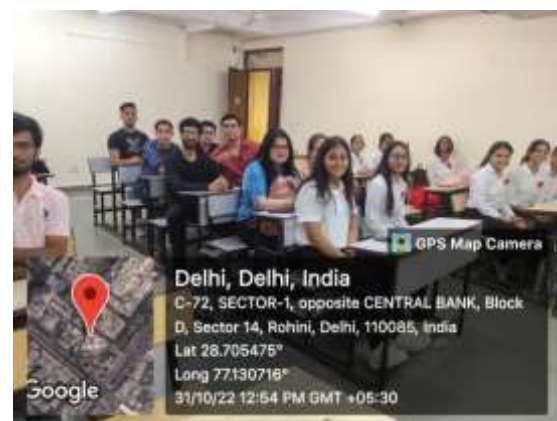 GPS Map Camera
Delhi, Delhi, India
C-72, SECTOR-1, opposite CENTRAL BANK, Block
D, Sector 14, Rohini, Delhi, 110085, India
Lat 28.705475°
Long 77.130716°
31/10/22 12:54 PM GMT +05:30
Google